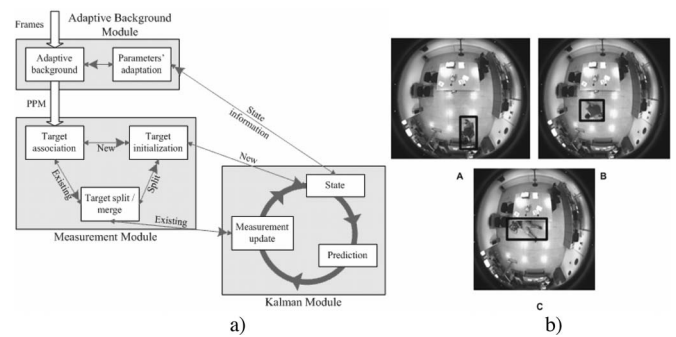 Frames
Adaptive Background
Module
Adaptive
background
Parameters'
adaptation
PPM
State
information
Target
association
New
Target
initialization
Existing
Split
Target split /
merge
Measurement Module
New
Existing
State
Measurement
update
Prediction
Kalman Module
a)
A
B
C
b)